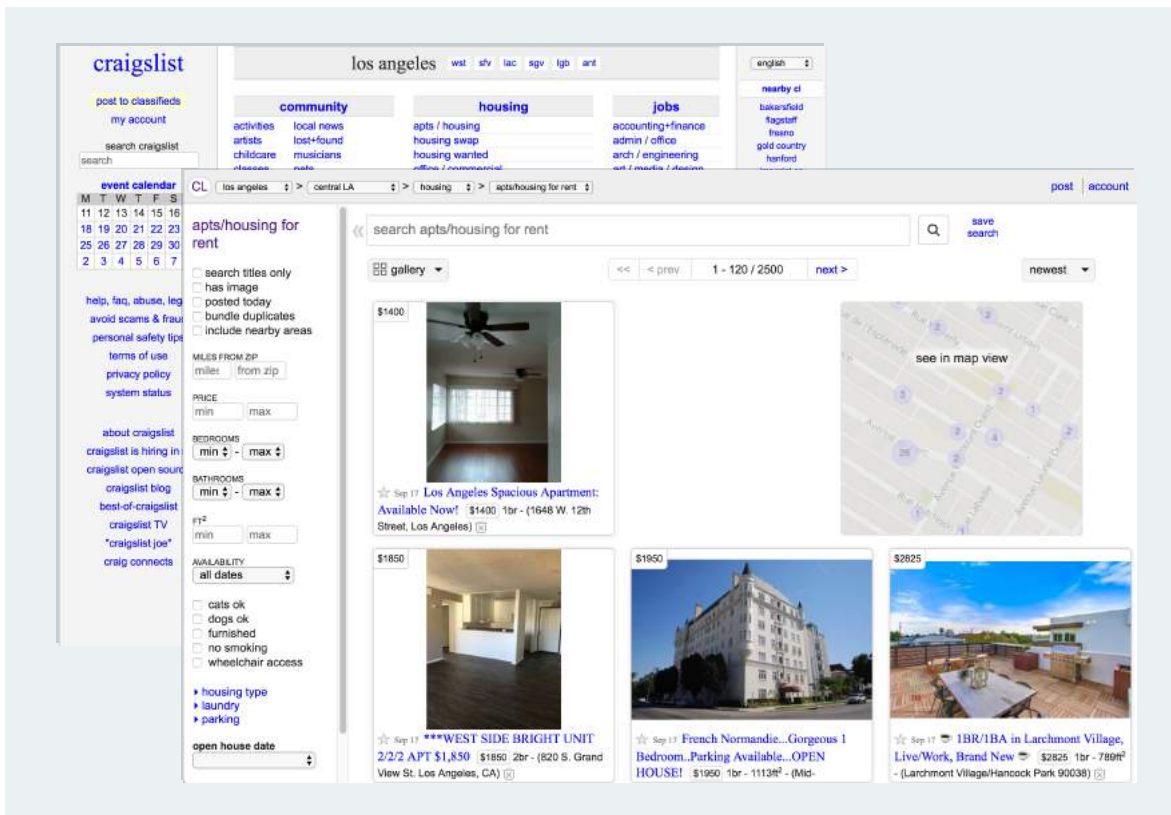 craigslist
post to classifieds
my account
search craigslist
search
event calendar
M T W T F S
11 12 13 14 15 16
18 19 20 21 22 23
25 26 27 28 29 30
2 3 4 5 6 7
help, faq, abuse, leg
avoid scams & frau
personal safety tips
terms of use
privacy policy
system status
about craigslist
craigslist is hiring in
craigslist open sourc
craigslist blog
best-of-craigslist
craigslist TV
"craigslist joe"
craig connects
los angeles wst sfv lac sgv lgb ant
community
activities local news
artists lost+found
childcare musicians
classes pets
housing
apts / housing
housing swap
housing wanted
office / commercial
jobs
accounting+finance
admin / office
arch / engineering
art / media / design
english
nearby cl
bakersfield
flagstaff
fresno
gold country
hanford
CL los angeles > central LA > housing > apts/housing for rent
post account
apts/housing for
rent
search titles only
has image
posted today
bundle duplicates
include nearby areas
MILES FROM ZIP
miles from zip
PRICE
min max
BEDROOMS
min - max
BATHROOMS
min - max
FT²
min max
AVAILABILITY
all dates
cats ok
dogs ok
furnished
no smoking
wheelchair access
housing type
laundry
parking
open house date
« search apts/housing for rent
save
search
gallery
<< < prev 1 - 120 / 2500 next >
newest
$1400
Sep 17 Los Angeles Spacious Apartment:
Available Now! $1400 1br - (1648 W. 12th
Street, Los Angeles)
see in map view
$1850
Sep 17 ***WEST SIDE BRIGHT UNIT
2/2/2 APT $1,850 $1850 2br - (820 S. Grand
View St. Los Angeles, CA)
$1950
Sep 17 French Normandie...Gorgeous 1
Bedroom..Parking Available...OPEN
HOUSE! $1950 1br - 1113ft² - (Mid-
$2825
Sep 17 1BR/1BA in Larchmont Village,
Live/Work, Brand New $2825 1br - 789ft²
- (Larchmont Village/Hancock Park 90038)